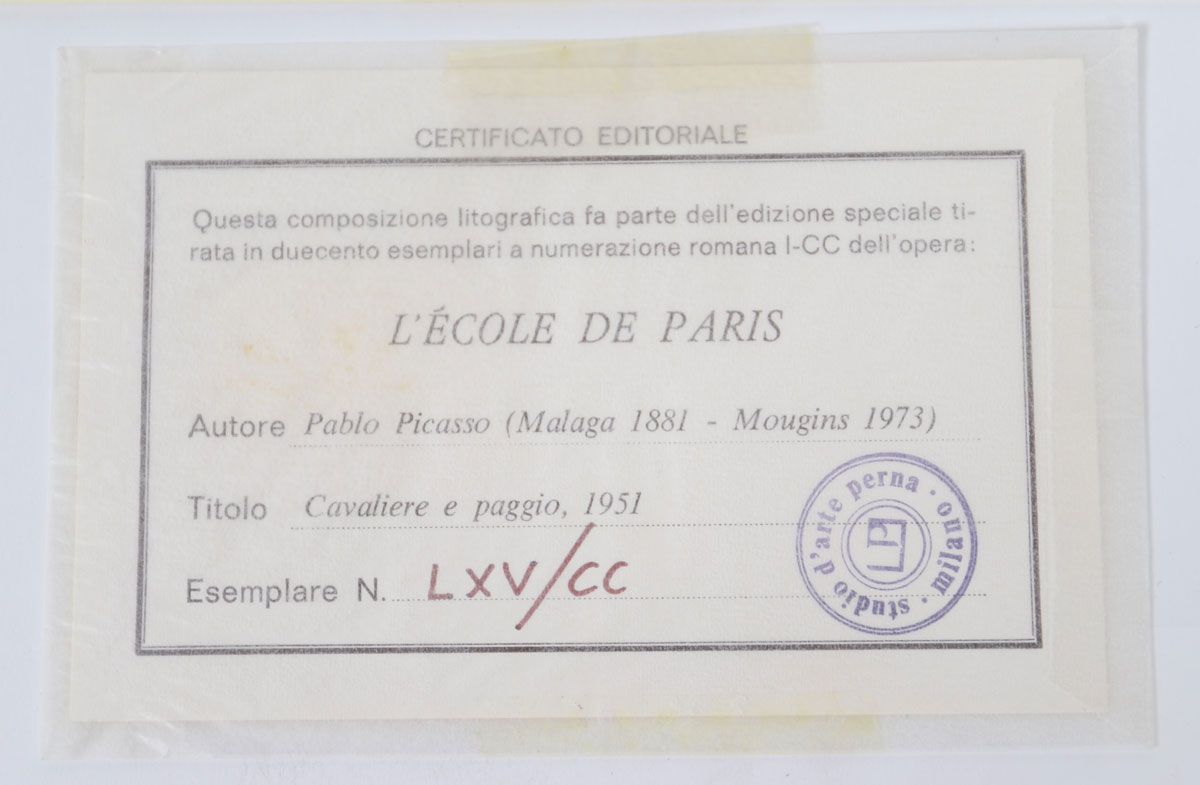 CERTIFICATO EDITORIALE
Questa composizione litografica fa parte dell'edizione speciale ti-
rata in duecento esemplari a numerazione romana I-CC dell'opera:
L'ÉCOLE DE PARIS
Autore Pablo Picasso (Malaga 1881 - Mougins 1973)
Titolo Cavaliere e paggio, 1951
Esemplare N. LXV/CC
studio d'arte perna · milano ·